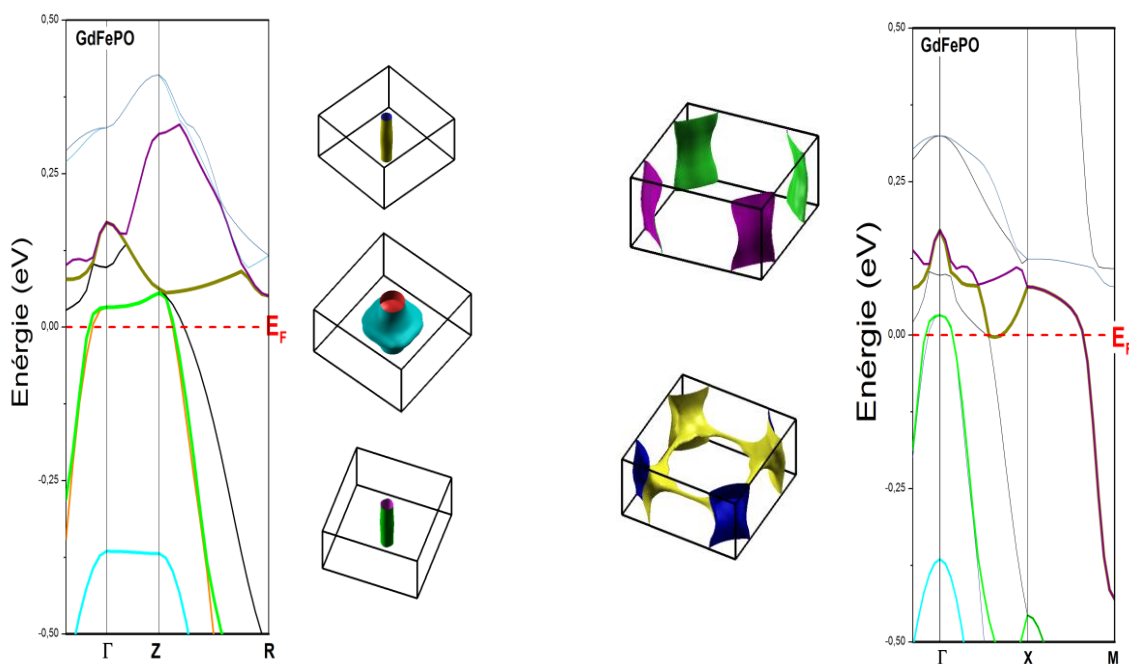 0,50
GdFePO
0,25
0,00
-0,25
-0,50
Enérgie (eV)
E_F
Γ Z R
0,50
GdFePO
0,25
0,00
-0,25
-0,50
Enérgie (eV)
E_F
Γ X M